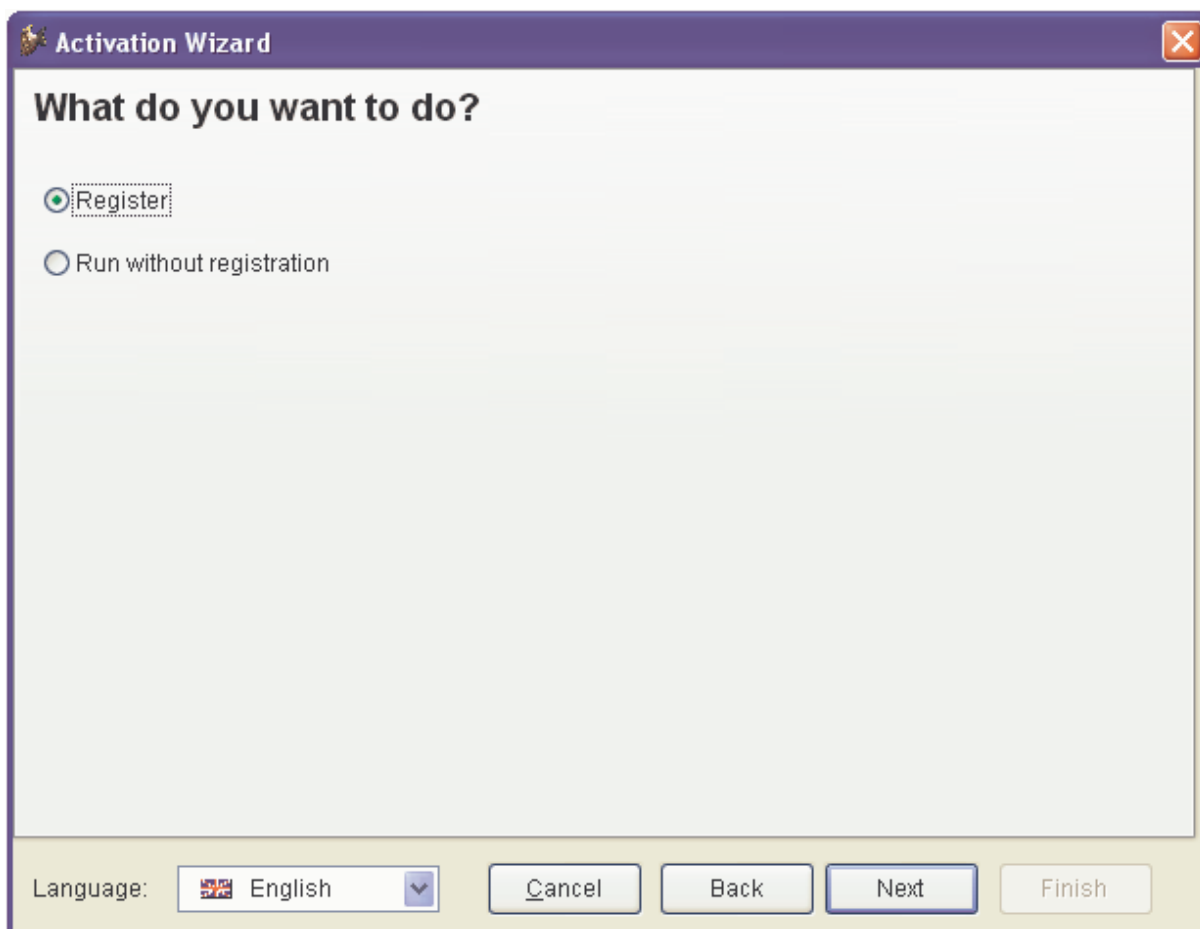 Activation Wizard
What do you want to do?
Register
Run without registration
Language: English Cancel Back Next Finish